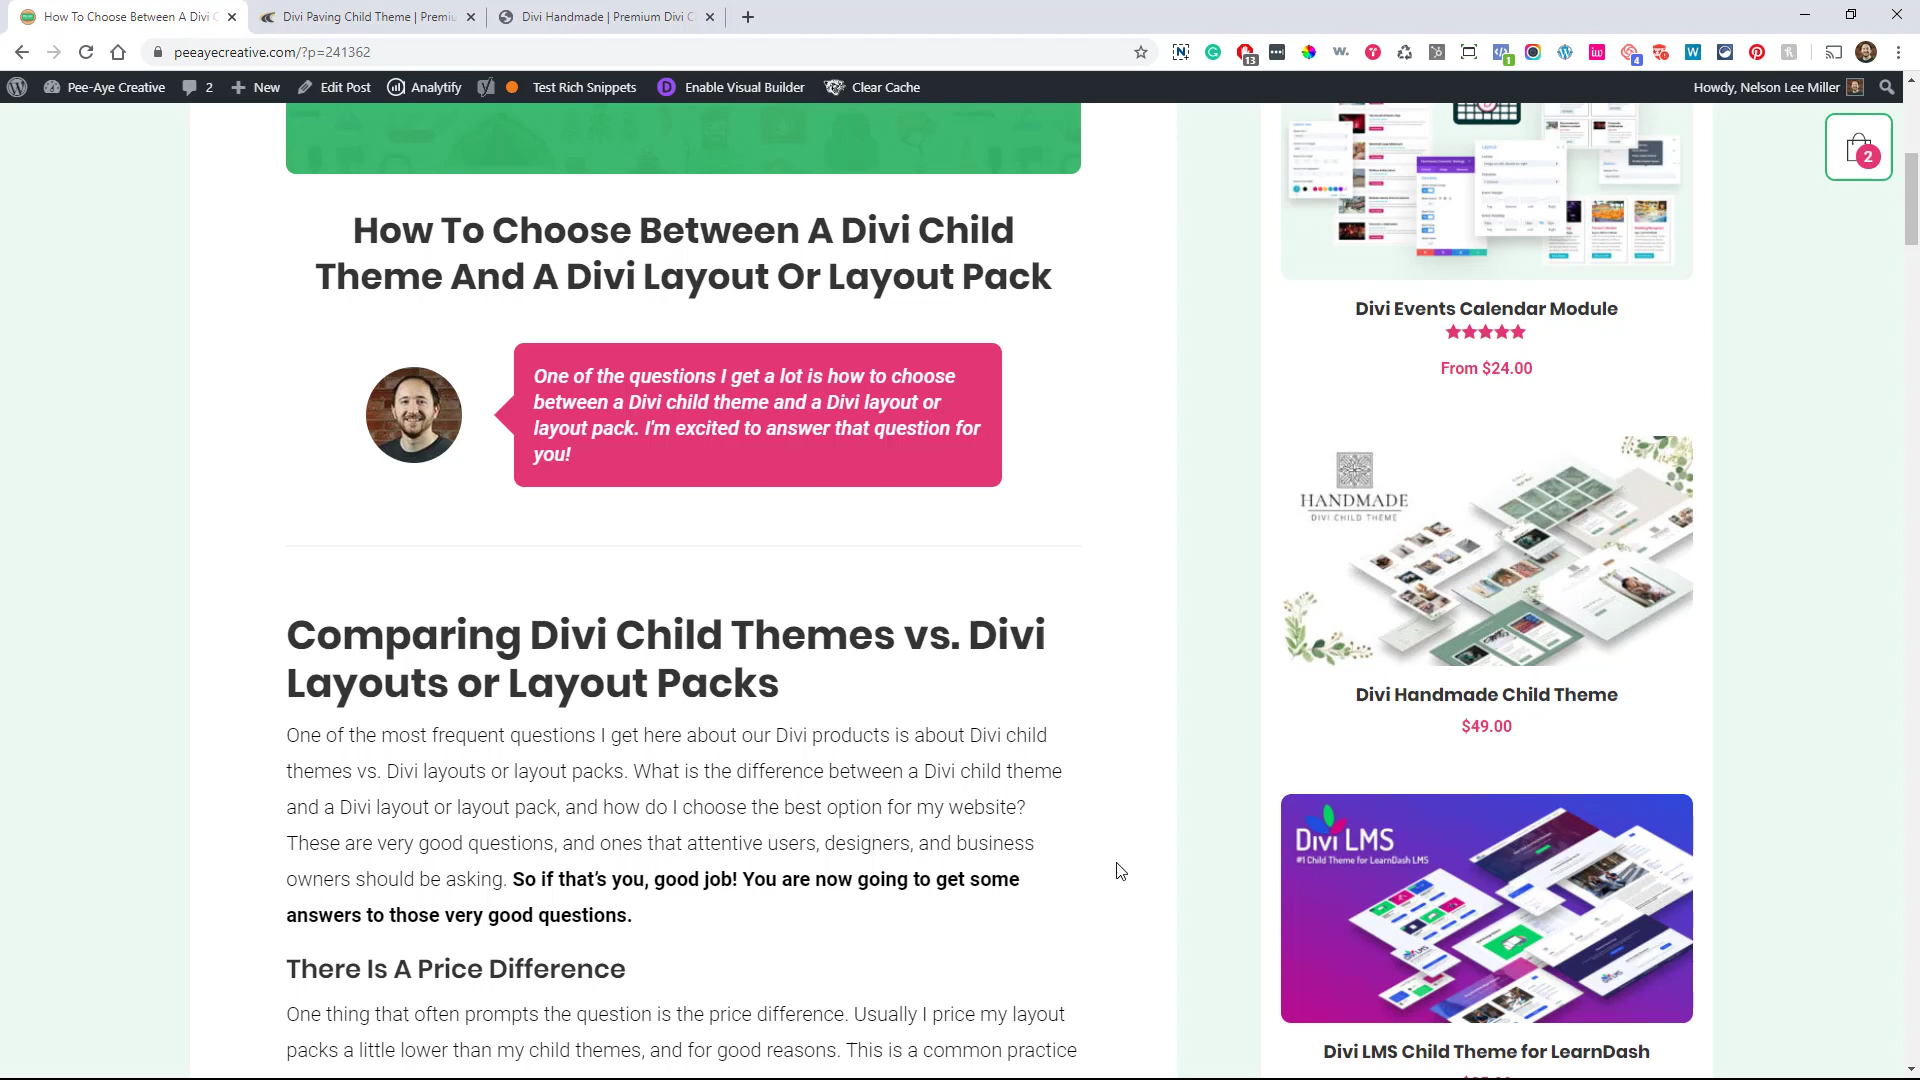 How To Choose Between A Divi C
Divi Paving Child Theme | Premiu
Divi Handmade | Premium Divi C
peeayecreative.com/?p=241362
13
1
4
Pee-Aye Creative
2
New
Edit Post
Analytify
Test Rich Snippets
D
Enable Visual Builder
Clear Cache
Howdy, Nelson Lee Miller
2
How To Choose Between A Divi Child
Theme And A Divi Layout Or Layout Pack
One of the questions I get a lot is how to choose
between a Divi child theme and a Divi layout or
layout pack. I'm excited to answer that question for
you!
Comparing Divi Child Themes vs. Divi
Layouts or Layout Packs
One of the most frequent questions I get here about our Divi products is about Divi child
themes vs. Divi layouts or layout packs. What is the difference between a Divi child theme
and a Divi layout or layout pack, and how do I choose the best option for my website?
These are very good questions, and ones that attentive users, designers, and business
owners should be asking. So if that’s you, good job! You are now going to get some
answers to those very good questions.
There Is A Price Difference
One thing that often prompts the question is the price difference. Usually I price my layout
packs a little lower than my child themes, and for good reasons. This is a common practice
Divi Events Calendar Module
From $24.00
HANDMADE
DIVI CHILD THEME
Divi Handmade Child Theme
$49.00
Divi LMS
#1 Child Theme for LearnDash
Divi LMS Child Theme for LearnDash